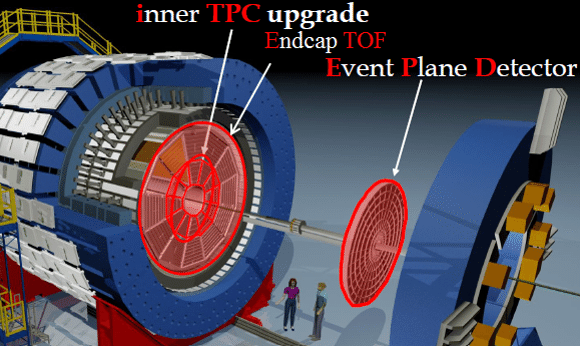 inner TPC upgrade
Endcap TOF
Event Plane Detector